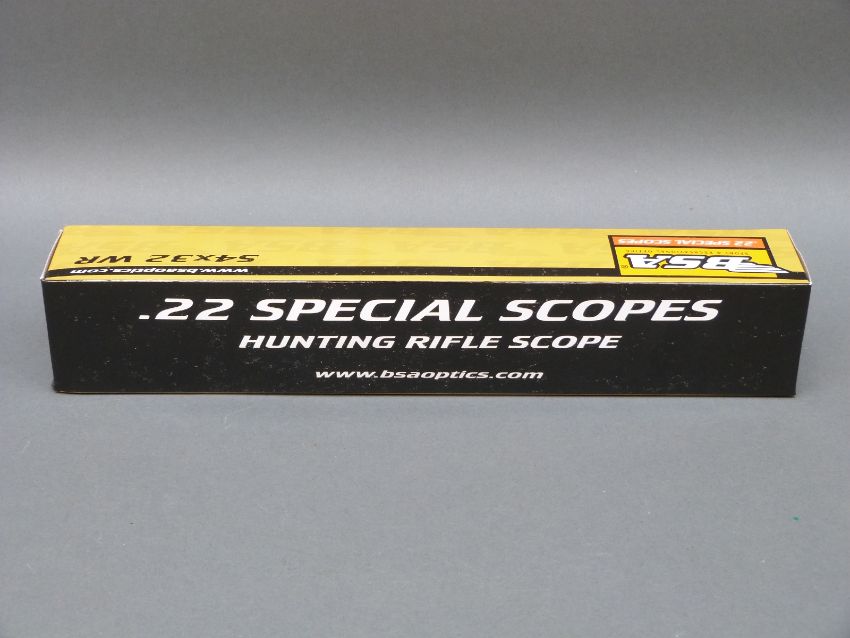 .22 SPECIAL SCOPES
HUNTING RIFLE SCOPE
www.bsaoptics.com
BSA®
.22 SPECIAL SCOPES
S4x32 WR
www.bsaoptics.com